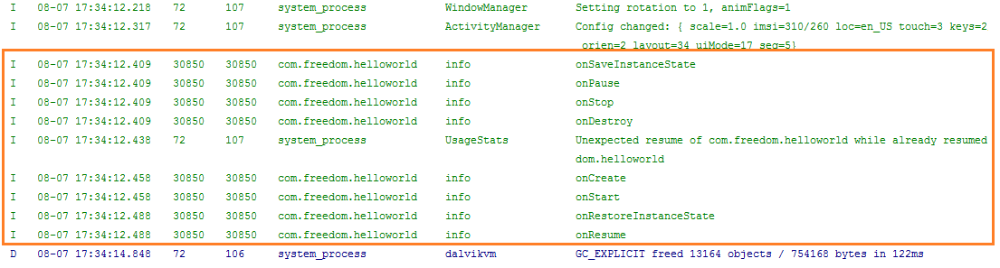 I 08-07 17:34:12.218 72 107 system_process WindowManager Setting rotation to 1, animFlags=1
I 08-07 17:34:12.317 72 107 system_process ActivityManager Config changed: { scale=1.0 imsi=310/260 loc=en_US touch=3 keys=2
orien=2 layout=34 uiMode=17 seq=5}
I 08-07 17:34:12.409 30850 30850 com.freedom.helloworld info onSaveInstanceState
I 08-07 17:34:12.409 30850 30850 com.freedom.helloworld info onPause
I 08-07 17:34:12.409 30850 30850 com.freedom.helloworld info onStop
I 08-07 17:34:12.409 30850 30850 com.freedom.helloworld info onDestroy
I 08-07 17:34:12.438 72 107 system_process UsageStats Unexpected resume of com.freedom.helloworld while already resumed
dom.helloworld
I 08-07 17:34:12.458 30850 30850 com.freedom.helloworld info onCreate
I 08-07 17:34:12.458 30850 30850 com.freedom.helloworld info onStart
I 08-07 17:34:12.488 30850 30850 com.freedom.helloworld info onRestoreInstanceState
I 08-07 17:34:12.488 30850 30850 com.freedom.helloworld info onResume
D 08-07 17:34:14.848 72 106 system_process dalvikvm GC_EXPLICIT freed 13164 objects / 754168 bytes in 122ms